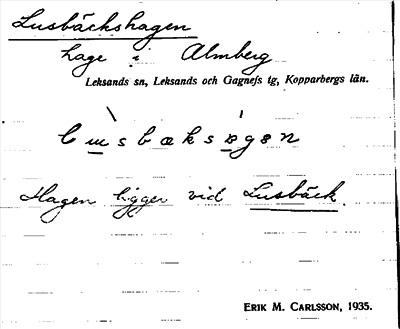 Lusbäckshagen
hage i Almberg
Leksands sn, Leksands och Gagnefs tg, Kopparbergs län.
Hagen ligger vid Lusbäck.
ERIK M. CARLSSON, 1935.